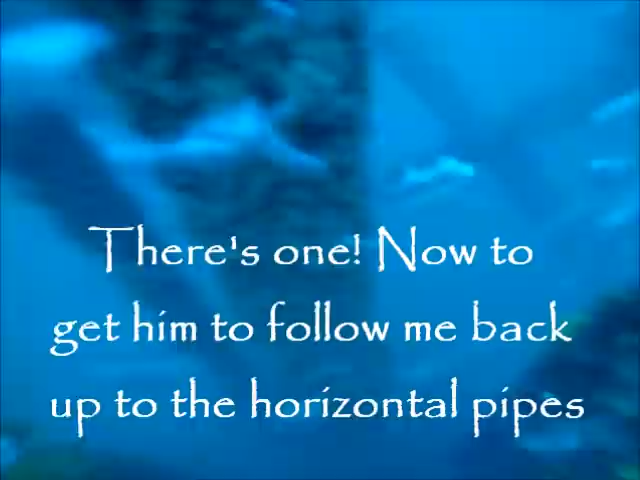 There's one! Now to
get him to follow me back
up to the horizontal pipes